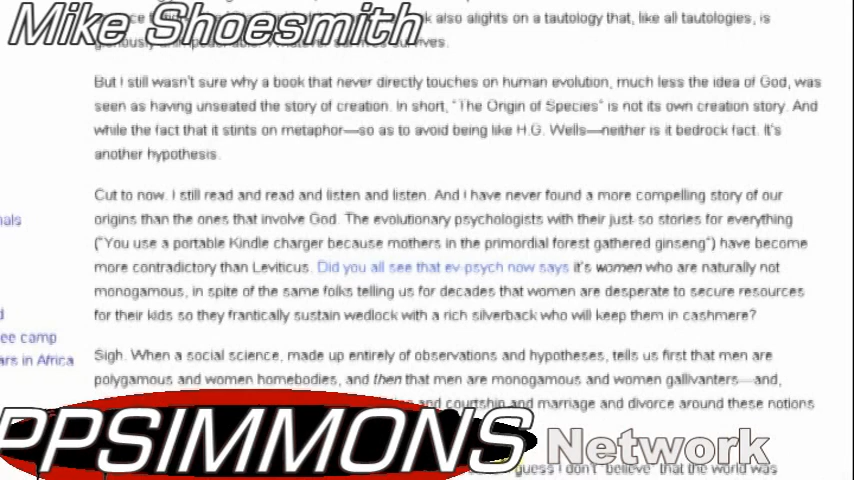 Mike Shoesmith
also alights on a tautology that, like all tautologies, is
But I still wasn't sure why a book that never directly touches on human evolution, much less the idea of God, was
seen as having unseated the story of creation. In short, "The Origin of Species" is not its own creation story. And
while the fact that it stints on metaphor—so as to avoid being like H.G. Wells—neither is it bedrock fact. It's
another hypothesis.
Cut to now. I still read and read and listen and listen. And I have never found a more compelling story of our
origins than the ones that involve God. The evolutionary psychologists with their just-so stories for everything
("You use a portable Kindle charger because mothers in the primordial forest gathered ginseng") have become
more contradictory than Leviticus. Did you all see that ev-psych now says it's women who are naturally not
monogamous, in spite of the same folks telling us for decades that women are desperate to secure resources
for their kids so they frantically sustain wedlock with a rich silverback who will keep them in cashmere?
ee camp
ars in Africa
Sigh. When a social science, made up entirely of observations and hypotheses, tells us first that men are
polygamous and women homebodies, and then that men are monogamous and women gallivanters—and,
and courtship and marriage and divorce around these notions
PPSIMMONS Network
guess I don't "believe" that the world was